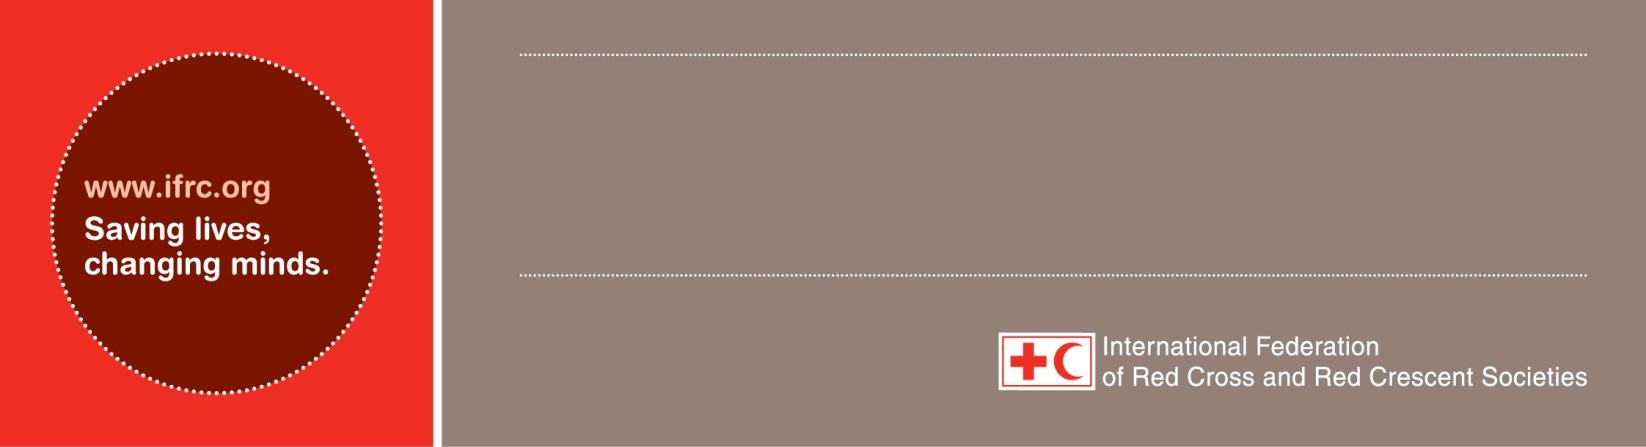 www.ifrc.org
Saving lives,
changing minds.
International Federation
of Red Cross and Red Crescent Societies